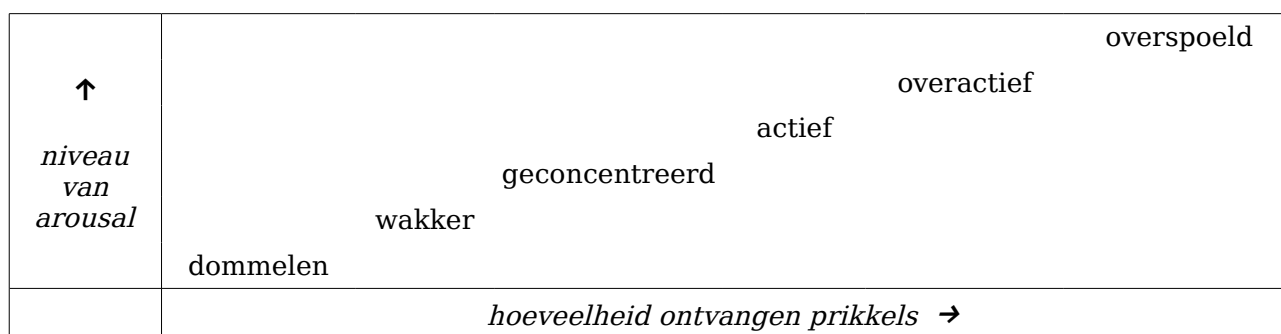 overspoeld
↑
overactief
actief
niveau
van
arousal
geconcentreerd
wakker
dommelen
hoeveelheid ontvangen prikkels →